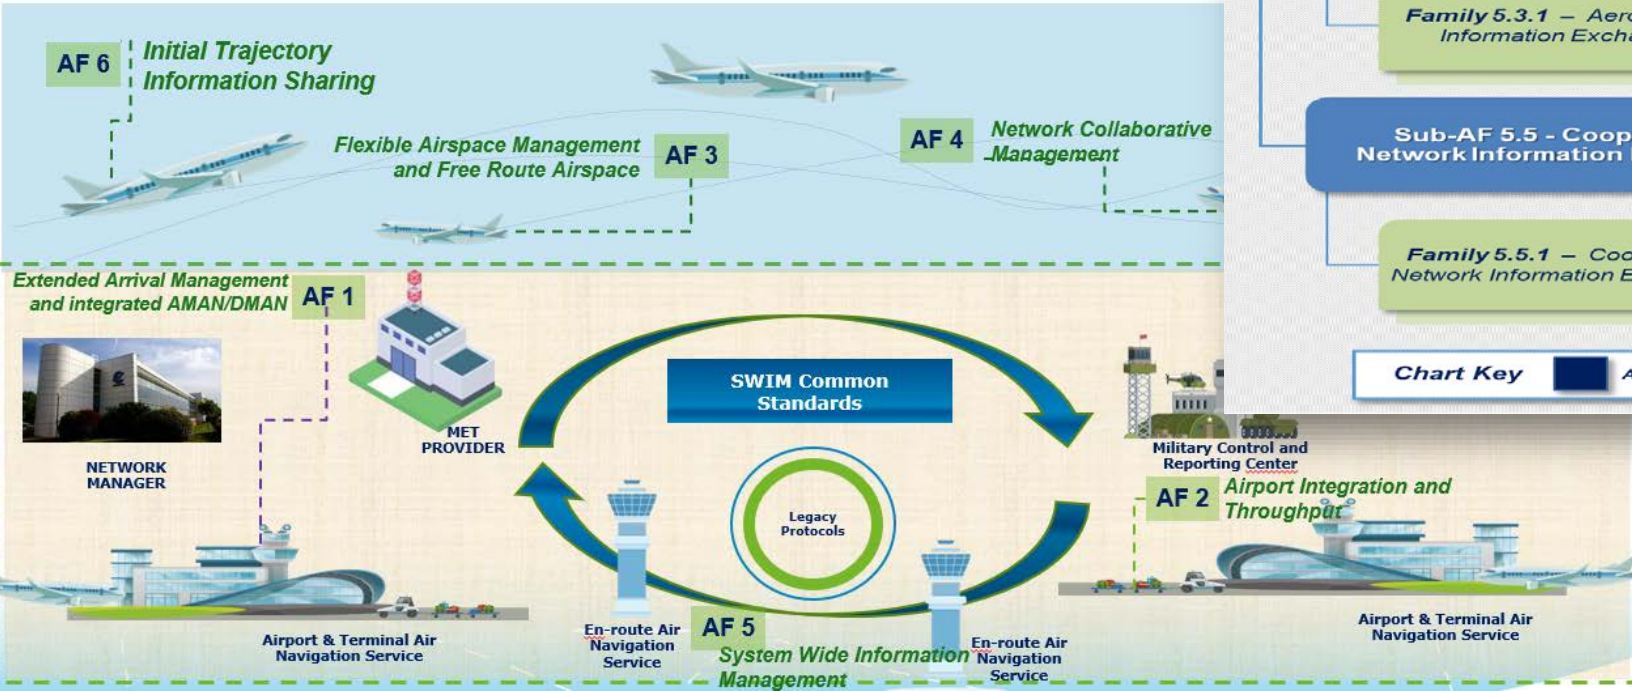 AF 6
Initial Trajectory
Information Sharing
Flexible Airspace Management
and Free Route Airspace
AF 3
AF 4
Network Collaborative
Management
Family 5.3.1 –
Information
Sub-AF 5.5 -
Network Information
Family 5.5.1 –
Network Information
Chart Key
Extended Arrival Management
and integrated AMAN/DMAN
AF 1
NETWORK
MANAGER
MET
PROVIDER
SWIM Common
Standards
Legacy
Protocols
Military Control and
Reporting Center
AF 2
Airport Integration and
Throughput
Airport & Terminal Air
Navigation Service
En-route Air
Navigation
Service
AF 5
System Wide Information
Management
En-route Air
Navigation
Service
Airport & Terminal Air
Navigation Service